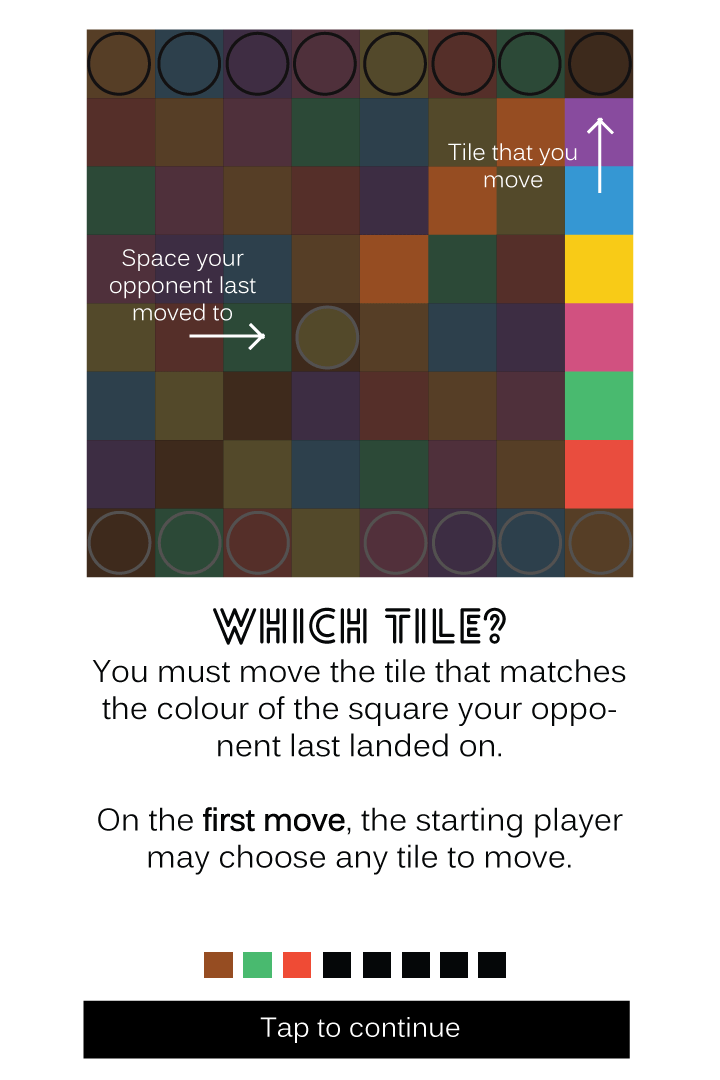 Tile that you
move
Space your
opponent last
moved to
WHICH TILE?
You must move the tile that matches
the colour of the square your oppo-
nent last landed on.
On the first move, the starting player
may choose any tile to move.
Tap to continue